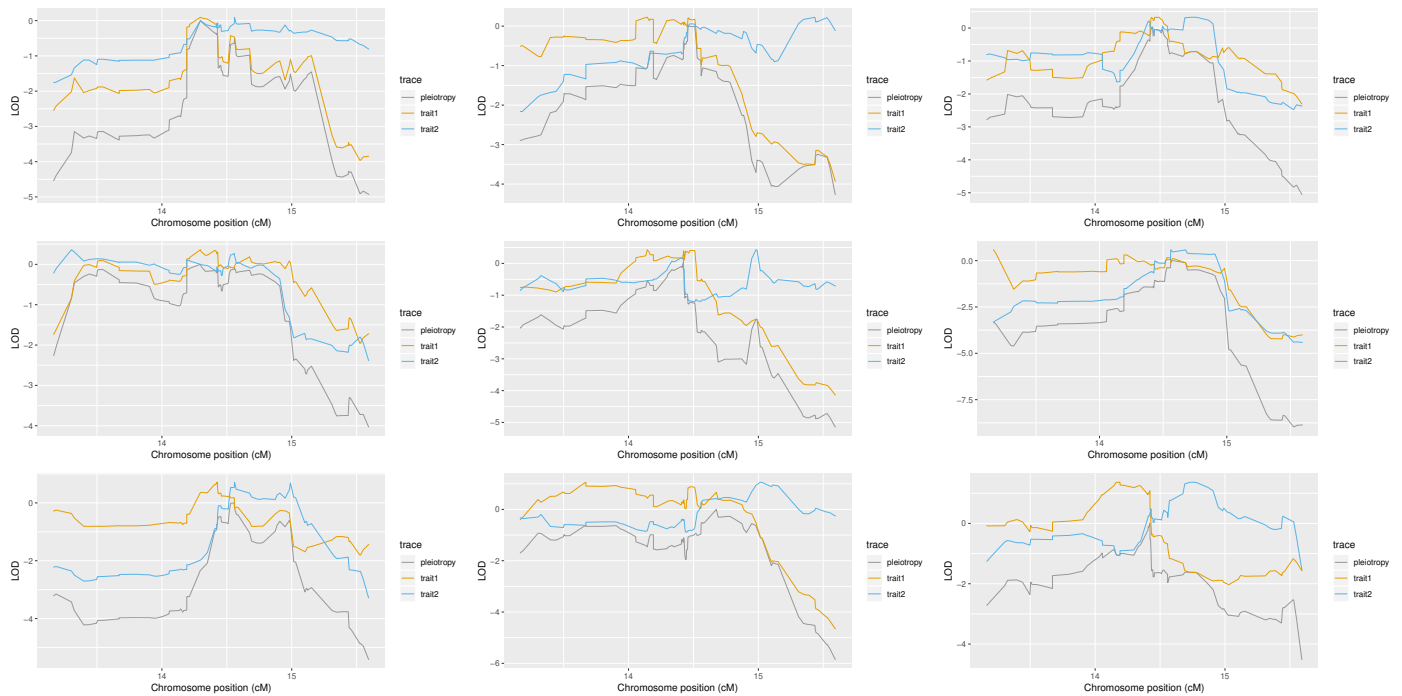 0
−1
−2
−3
−4
−5
LOD
14
15
Chromosome position (cM)
trace
pleiotropy
trait1
trait2
0
−1
−2
−3
−4
LOD
14
15
Chromosome position (cM)
trace
pleiotropy
trait1
trait2
0
−1
−2
−3
−4
−5
LOD
14
15
Chromosome position (cM)
trace
pleiotropy
trait1
trait2
0
−1
−2
−3
−4
LOD
14
15
Chromosome position (cM)
trace
pleiotropy
trait1
trait2
0
−1
−2
−3
−4
−5
LOD
14
15
Chromosome position (cM)
trace
pleiotropy
trait1
trait2
0.0
−2.5
−5.0
−7.5
LOD
14
15
Chromosome position (cM)
trace
pleiotropy
trait1
trait2
0
−2
−4
LOD
14
15
Chromosome position (cM)
trace
pleiotropy
trait1
trait2
0
−2
−4
−6
LOD
14
15
Chromosome position (cM)
trace
pleiotropy
trait1
trait2
0
−2
−4
LOD
14
15
Chromosome position (cM)
trace
pleiotropy
trait1
trait2